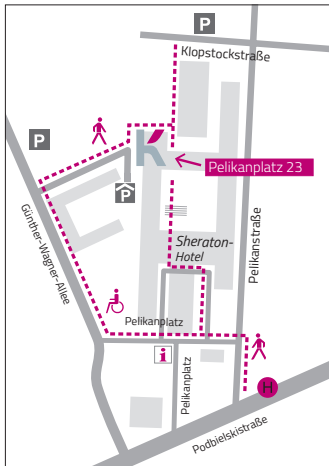 P
Klopstockstraße
P
K
Pelikanplatz 23
P
Sheraton-
Hotel
Pelikanstraße
Günther-Wagner-Allee
Pelikanplatz
i
Pelikanplatz
H
Podbielskistraße